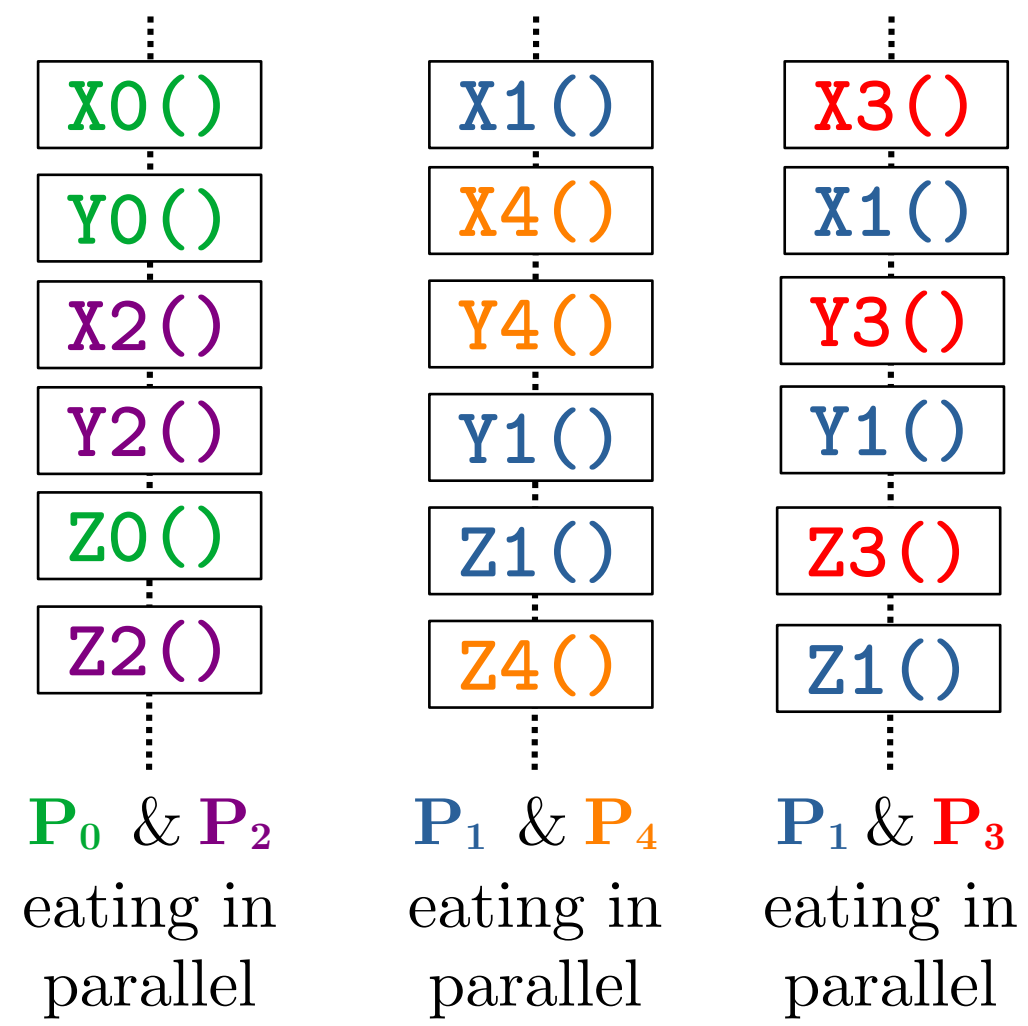 X0()
Y0()
X2()
Y2()
Z0()
Z2()
P₀ & P₂
eating in
parallel
X1()
X4()
Y4()
Y1()
Z1()
Z4()
P₁ & P₄
eating in
parallel
X3()
X1()
Y3()
Y1()
Z3()
Z1()
P₁ & P₃
eating in
parallel